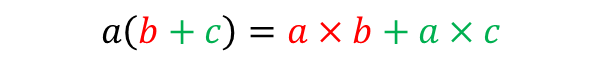 a(b + c) = a × b + a × c